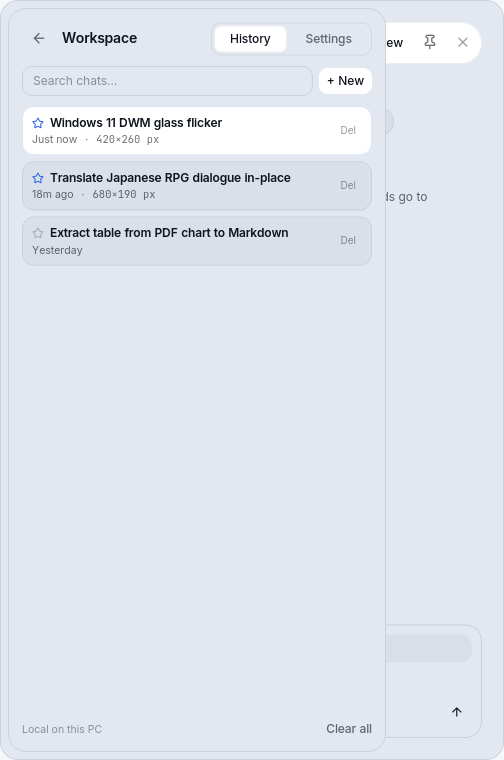 Workspace
History
Settings
ew
Search chats...
+ New
Windows 11 DWM glass flicker
Just now · 420×260 px
Del
Translate Japanese RPG dialogue in-place
18m ago · 680×190 px
Del
ds go to
Extract table from PDF chart to Markdown
Yesterday
Del
Local on this PC
Clear all